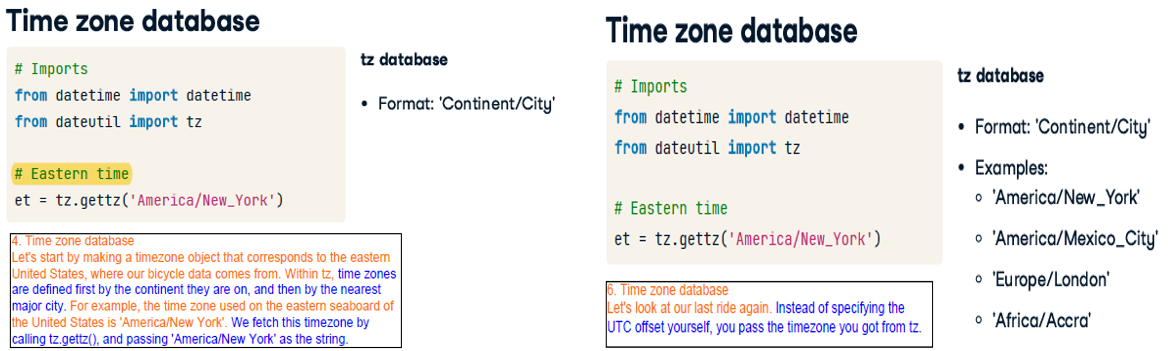 Time zone database
# Imports
from datetime import datetime
from dateutil import tz
# Eastern time
et = tz.gettz('America/New_York')
tz database
• Format: 'Continent/City'
4. Time zone database
Let's start by making a timezone object that corresponds to the eastern
United States, where our bicycle data comes from. Within tz, time zones
are defined first by the continent they are on, and then by the nearest
major city. For example, the time zone used on the eastern seaboard of
the United States is 'America/New York'. We fetch this timezone by
calling tz.gettz(), and passing 'America/New York' as the string.
Time zone database
# Imports
from datetime import datetime
from dateutil import tz
# Eastern time
et = tz.gettz('America/New_York')
tz database
• Format: 'Continent/City'
• Examples:
◦ 'America/New_York'
◦ 'America/Mexico_City'
◦ 'Europe/London'
◦ 'Africa/Accra'
6. Time zone database
Let's look at our last ride again. Instead of specifying the
UTC offset yourself, you pass the timezone you got from tz.